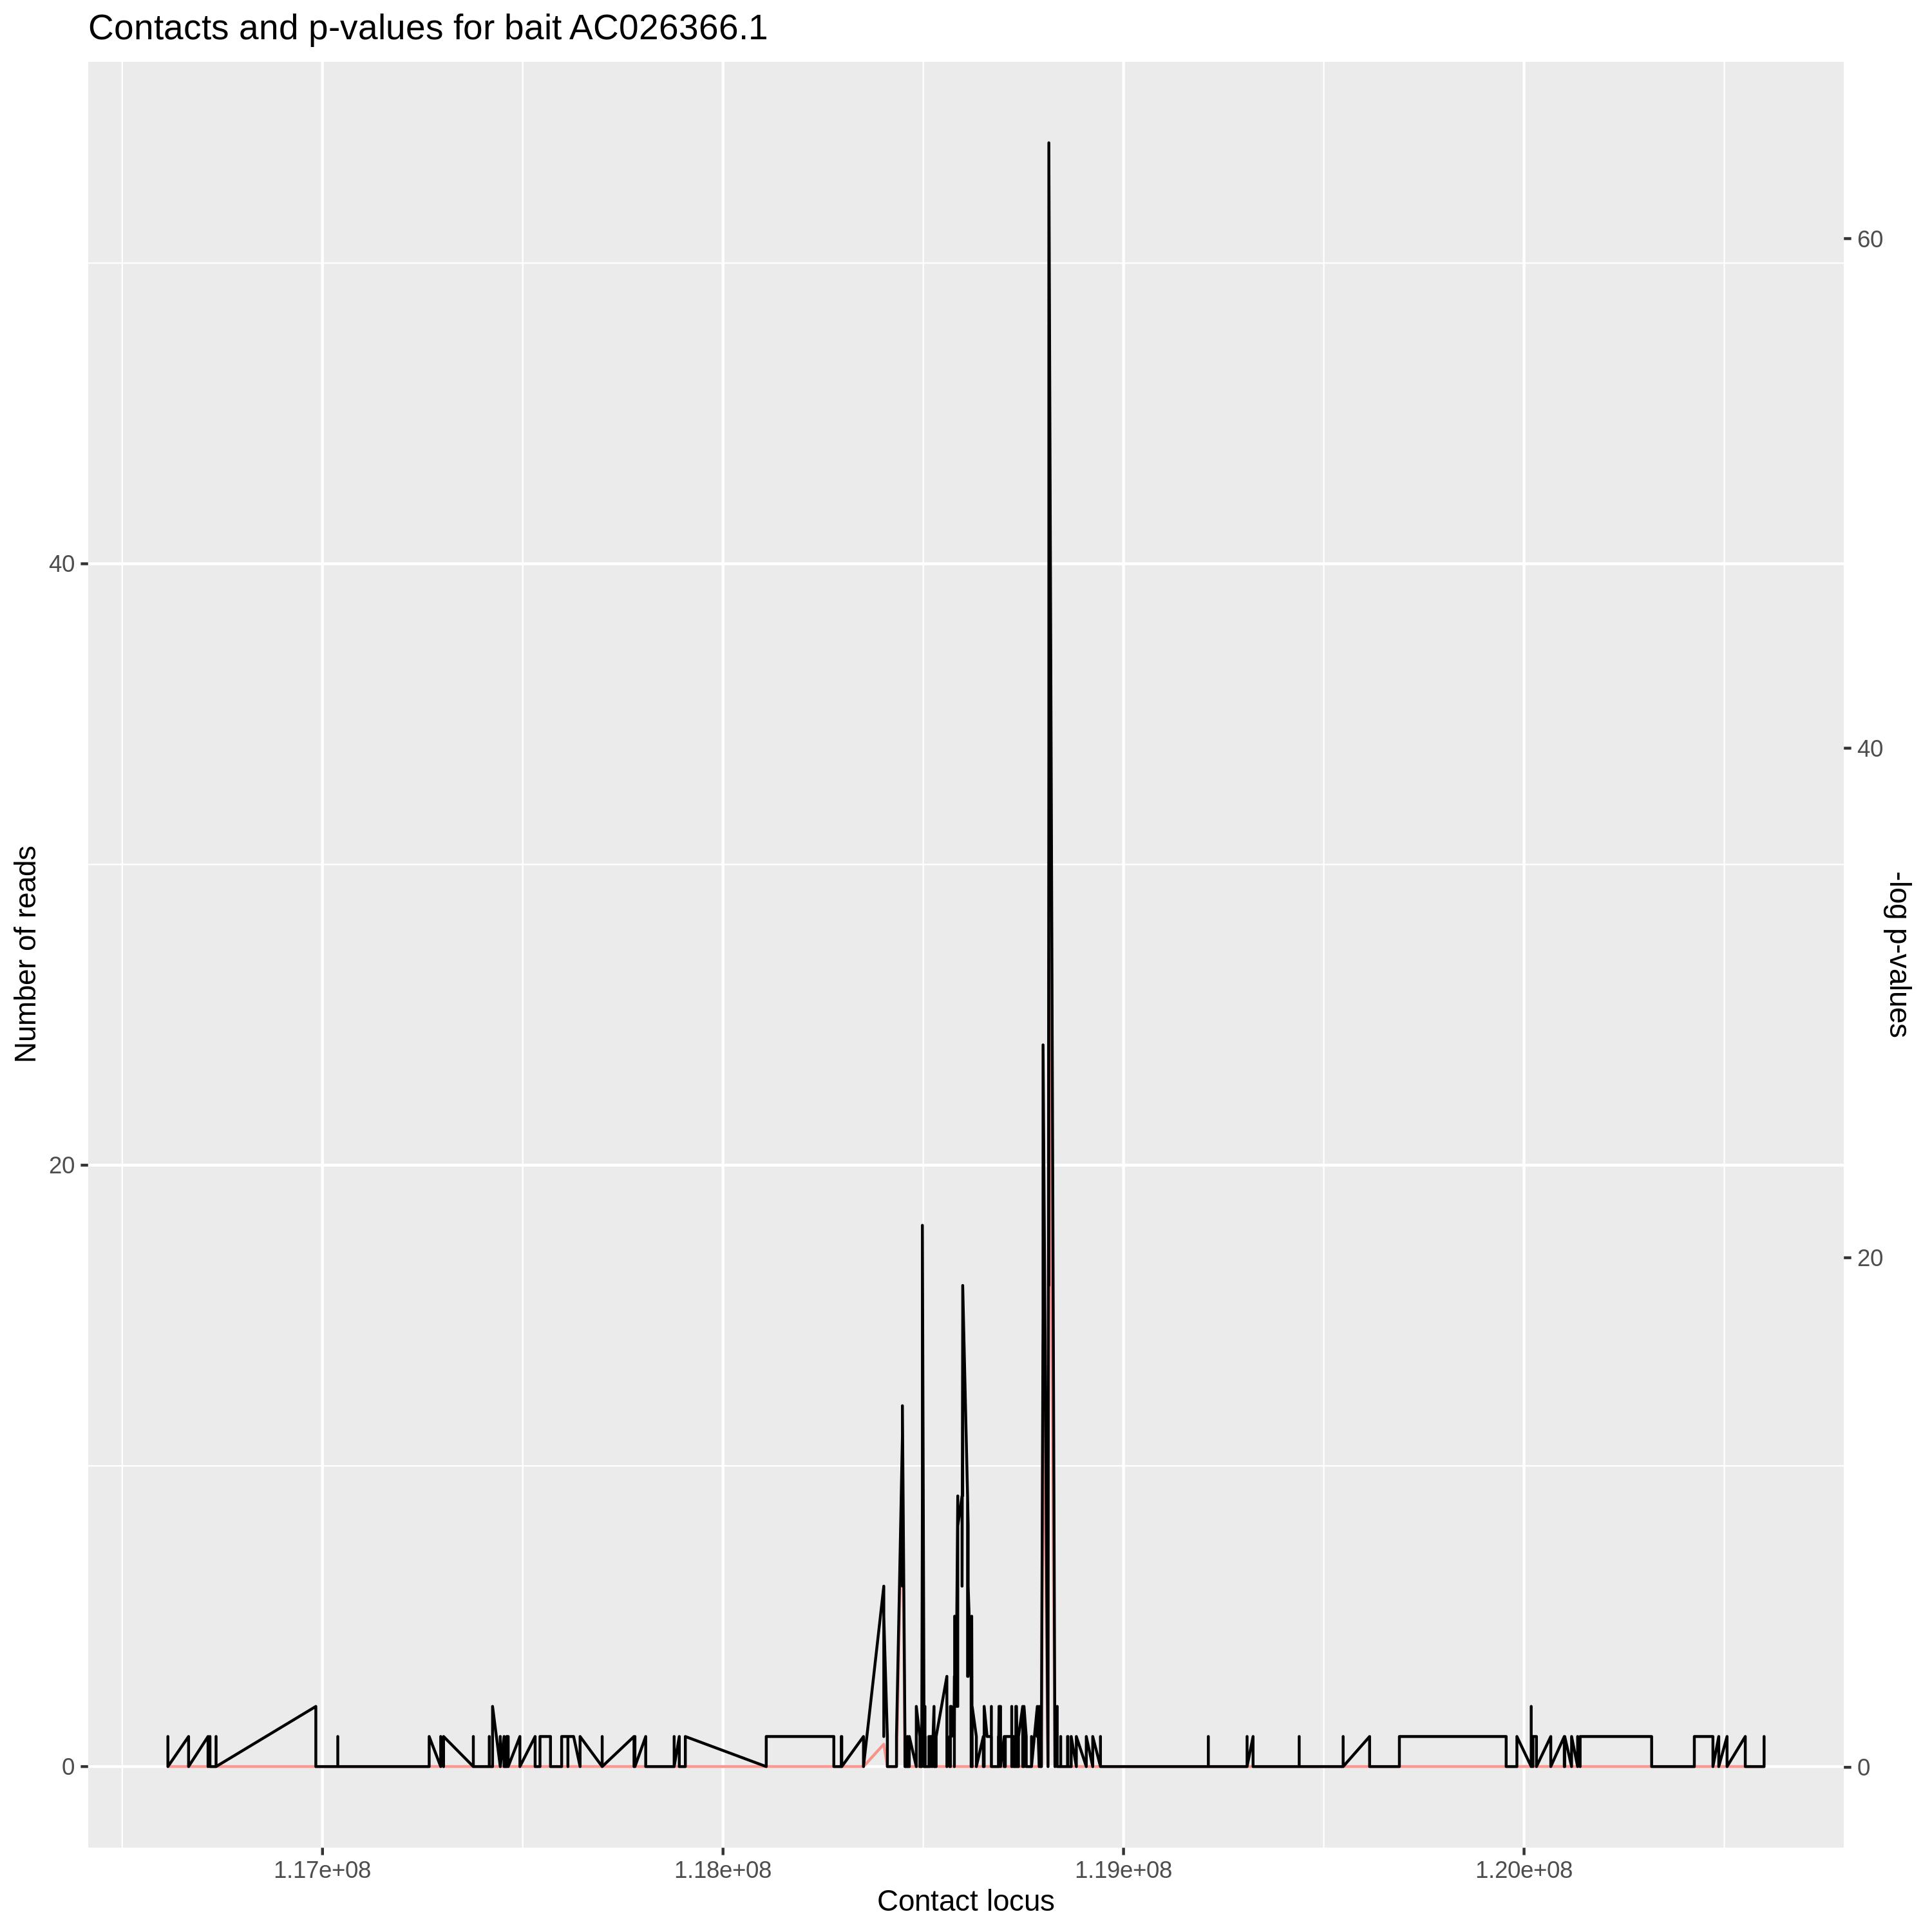 Contacts and p-values for bait AC026366.1
60
40
40
20
20
0
0
Number of reads
-log p-values
1.17e+08 1.18e+08 1.19e+08 1.20e+08
Contact locus